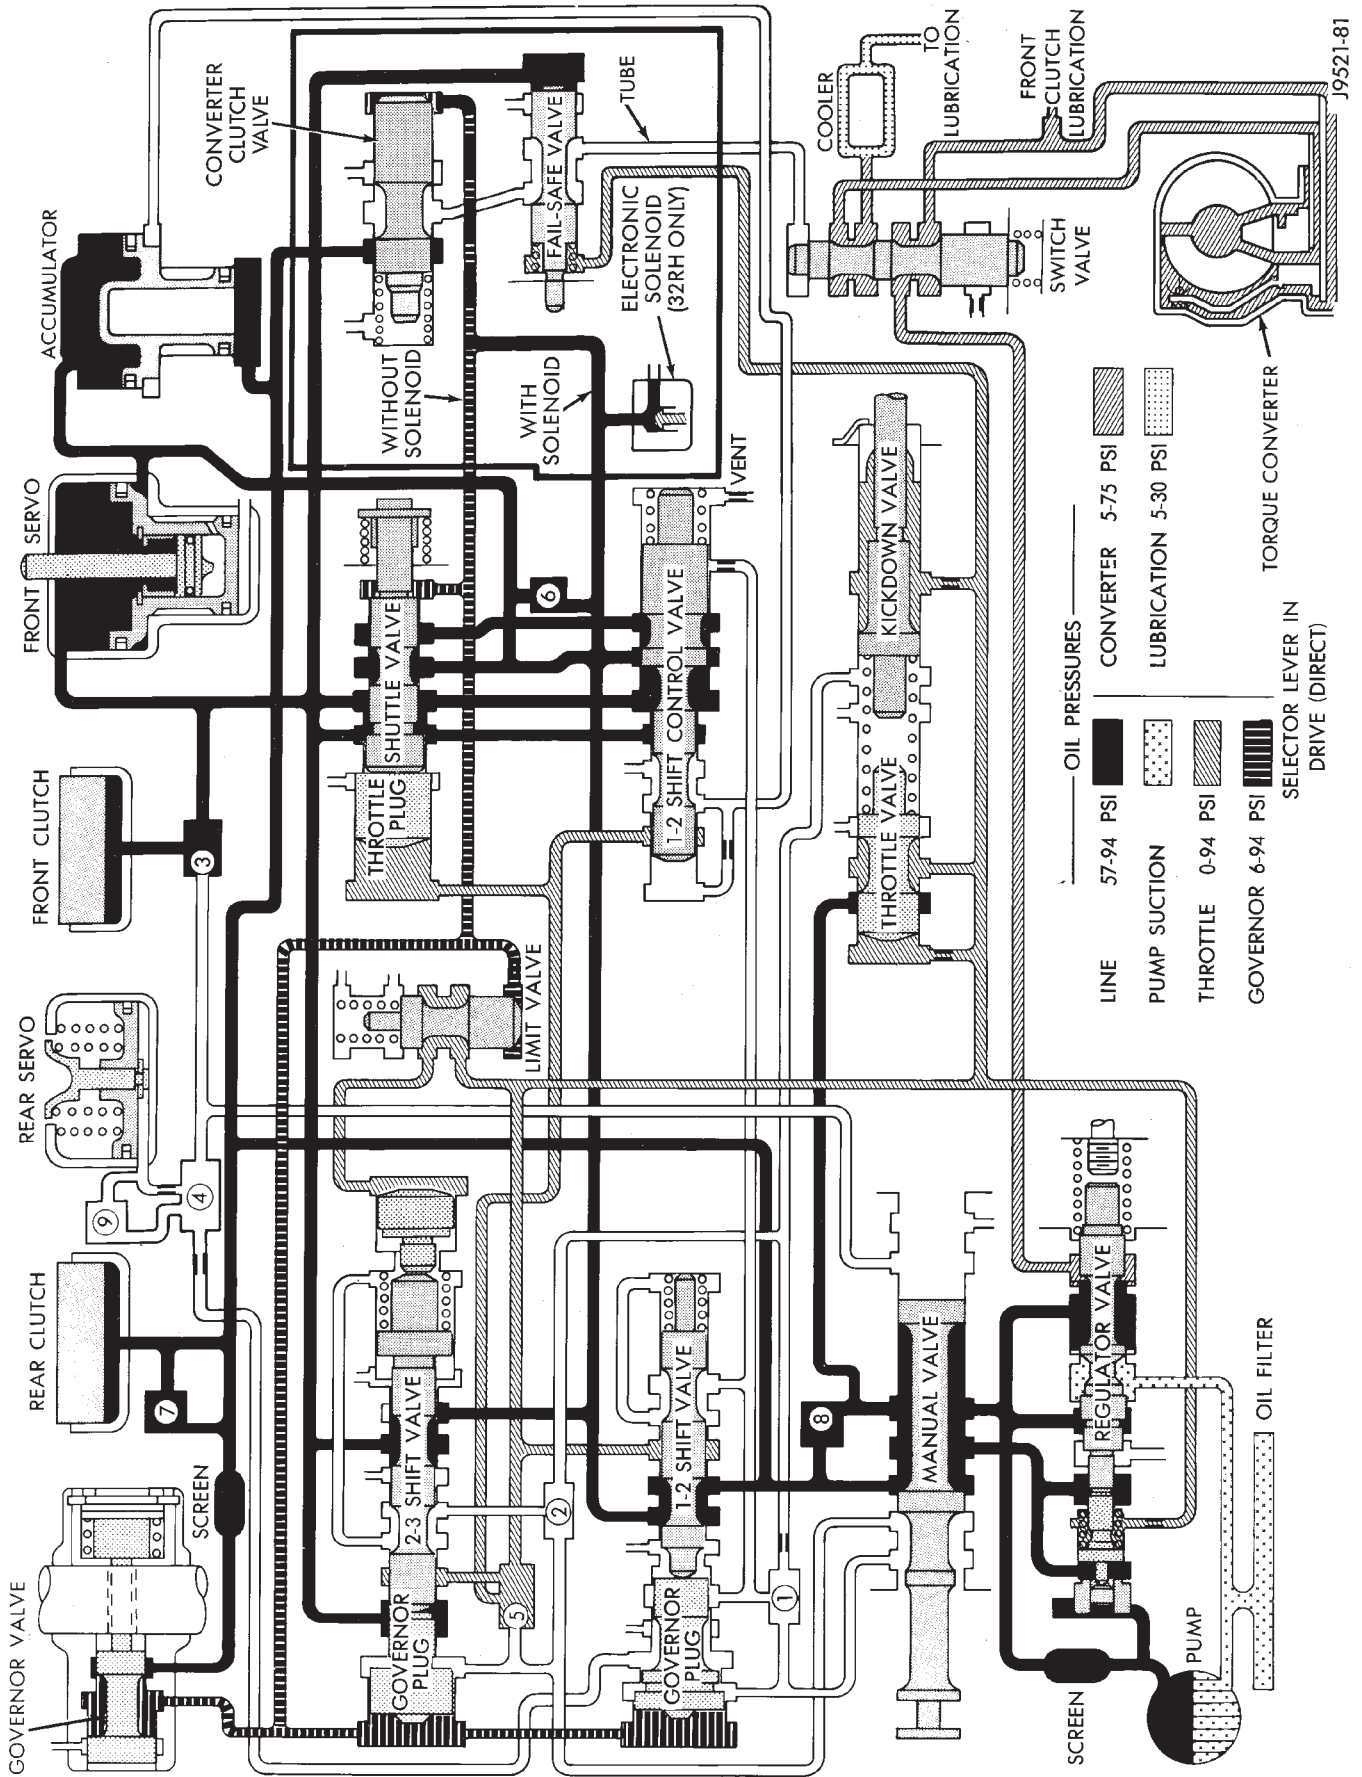 CONVERTER
CLUTCH
VALVE
TUBE
COOLER
TO
LUBRICATION
FRONT
CLUTCH
LUBRICATION
J9521-81
ACCUMULATOR
FAIL-SAFE VALVE
ELECTRONIC
SOLENOID
(32RH ONLY)
SWITCH
VALVE
WITHOUT
SOLENOID
WITH
SOLENOID
VENT
TORQUE CONVERTER
FRONT SERVO
SHUTTLE VALVE
THROTTLE
PLUG
6
1-2 SHIFT CONTROL VALVE
KICKDOWN VALVE
THROTTLE VALVE
FRONT CLUTCH
3
OIL PRESSURES
LINE 57-94 PSI
PUMP SUCTION
THROTTLE 0-94 PSI
GOVERNOR 6-94 PSI
CONVERTER 5-75 PSI
LUBRICATION 5-30 PSI
SELECTOR LEVER IN
DRIVE (DIRECT)
REAR SERVO
9
4
LIMIT VALVE
REAR CLUTCH
7
2-3 SHIFT VALVE
GOVERNOR
PLUG
1-2 SHIFT VALVE
GOVERNOR
PLUG
5
2
1
8
MANUAL VALVE
REGULATOR VALVE
GOVERNOR VALVE
SCREEN
SCREEN
PUMP
OIL FILTER